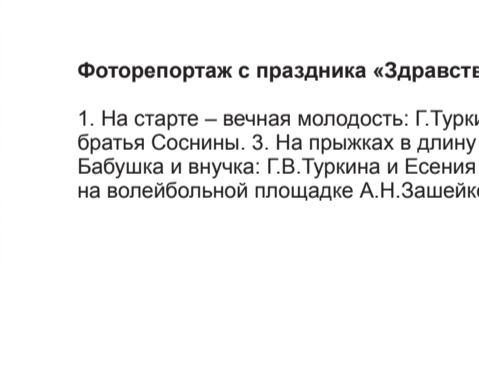 Фоторепортаж с праздника «Здравств
1. На старте – вечная молодость: Г.Турки
братья Соснины. 3. На прыжках в длину
Бабушка и внучка: Г.В.Туркина и Есения
на волейбольной площадке А.Н.Зашейк